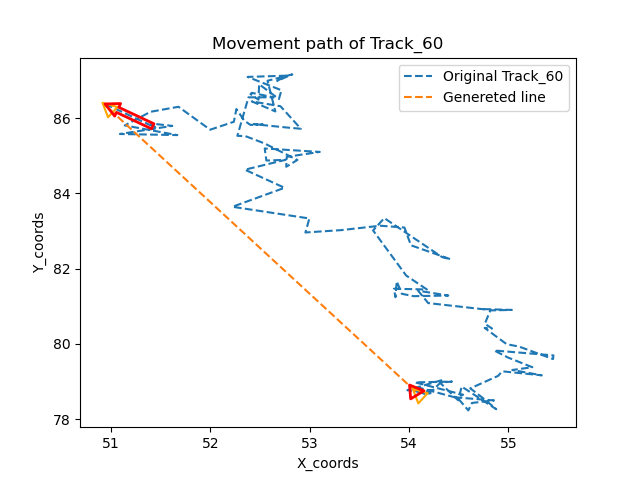 Movement path of Track_60
Original Track_60
Genereted line
Y_coords
86
84
82
80
78
51
52
53
54
55
X_coords